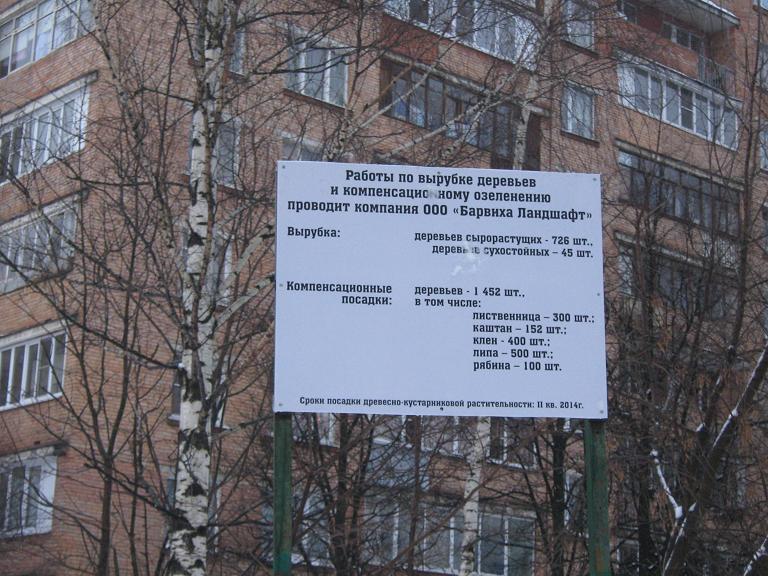 Работы по вырубке деревьев
и компенсационному озеленению
проводит компания ООО «Барвиха Ландшафт»
Вырубка: деревьев сырорастущих - 726 шт.,
деревьев сухостойных – 45 шт.
Компенсационные деревьев - 1 452 шт.,
посадки: в том числе:
лиственница – 300 шт.;
каштан – 152 шт.;
клен - 400 шт.;
липа – 500 шт.;
рябина – 100 шт.
Сроки посадки древесно-кустарниковой растительности: II кв. 2014г.